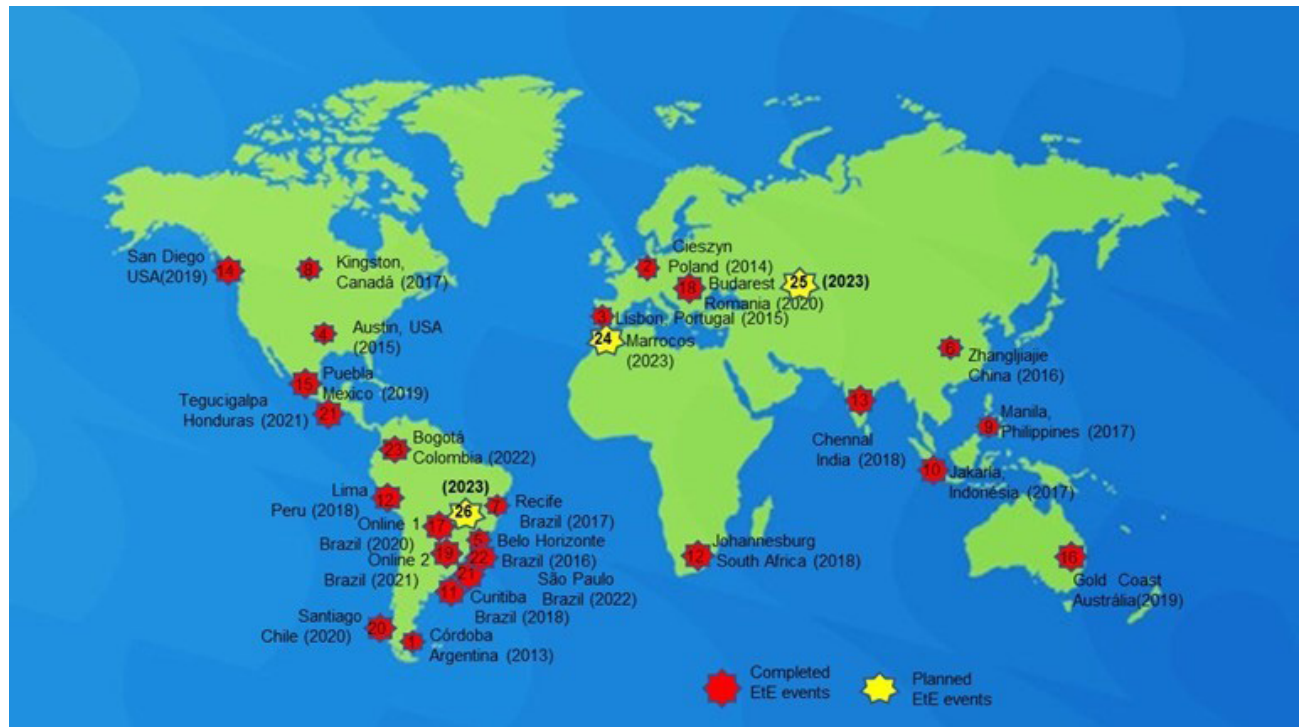 San Diego
USA(2019)
14
8
Kingston,
Canadá (2017)
4
Austin, USA
(2015)
15
Puebla
Mexico (2019)
Tegucigalpa
Honduras (2021)
21
23
Bogotá
Colombia (2022)
Lima
Peru (2018)
12
(2023)
26
7
Recife
Brazil (2017)
Online 1
Brazil (2020)
17
5
Belo Horizonte
Brazil (2016)
Online 2
Brazil (2021)
19
22
São Paulo
Brazil (2022)
21
11
Curitiba
Brazil (2018)
Santiago
Chile (2020)
20
1
Córdoba
Argentina (2013)
2
Cieszyn
Poland (2014)
18
Budarest
Romania (2020)
25
(2023)
3
Lisbon, Portugal (2015)
24
Marrocos
(2023)
6
Zhangljiajie
China (2016)
13
Chennal
India (2018)
9
Manila,
Philippines (2017)
10
Jakaria,
Indonésia (2017)
12
Johannesburg
South Africa (2018)
16
Gold Coast
Austrália(2019)
Completed
EtE events
Planned
EtE events